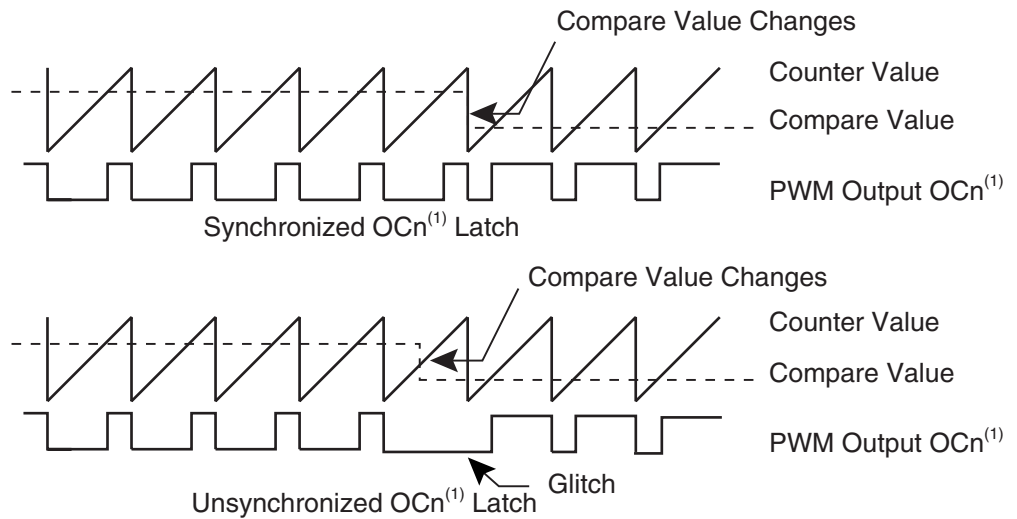 Compare Value Changes
Counter Value
Compare Value
PWM Output OCn(1)
Synchronized OCn(1) Latch
Compare Value Changes
Counter Value
Compare Value
PWM Output OCn(1)
Glitch
Unsynchronized OCn(1) Latch